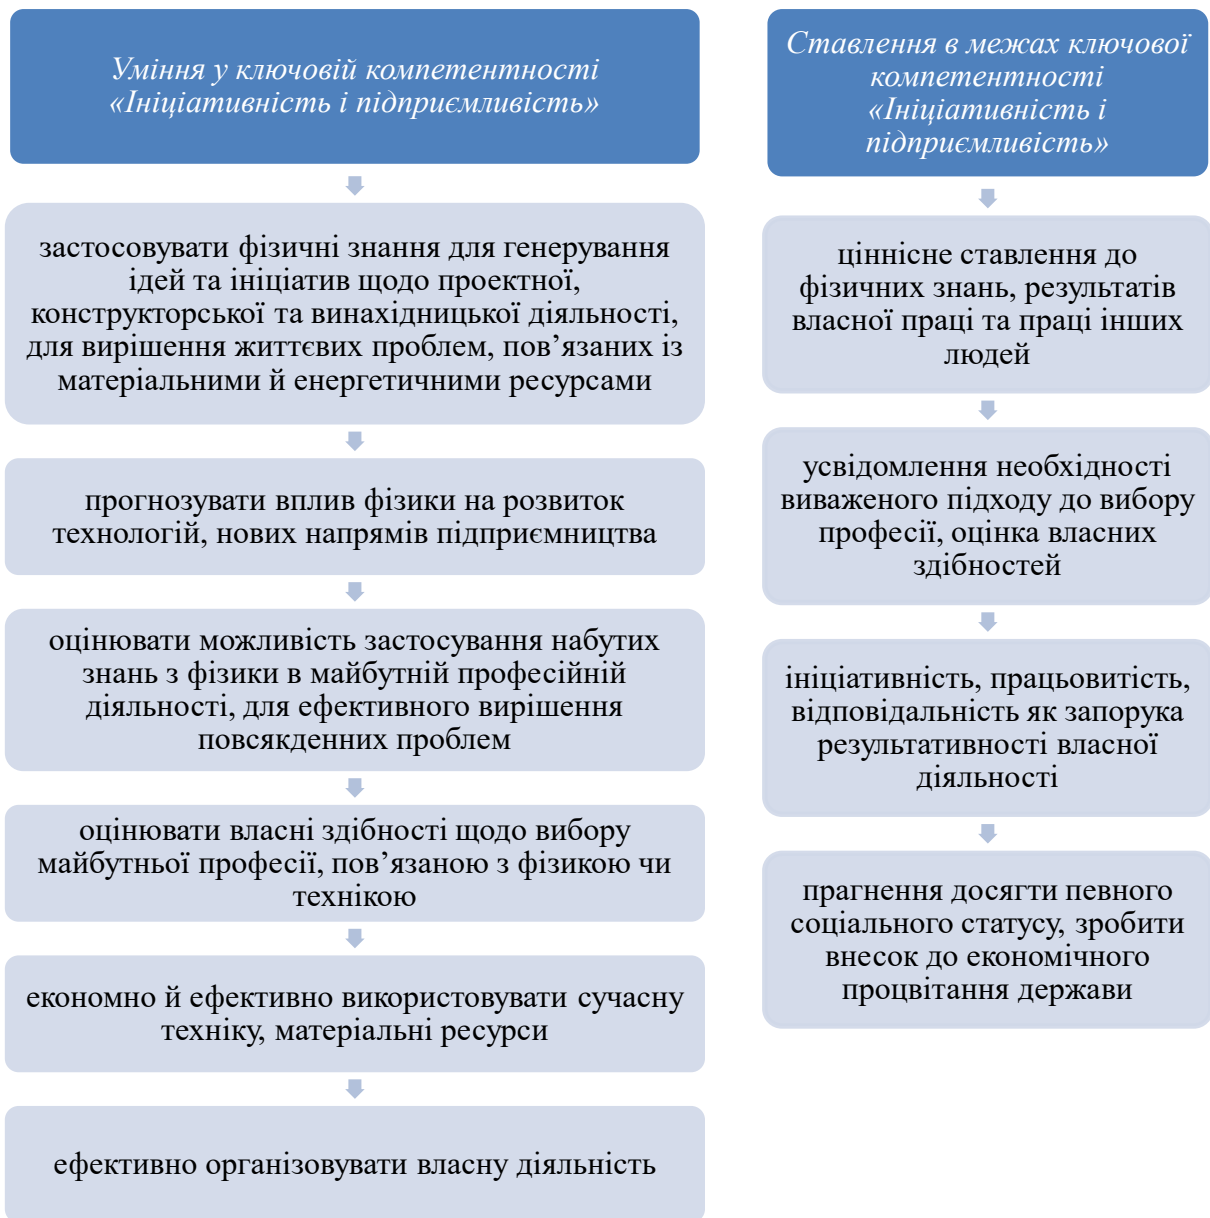 Уміння у ключовій компетентності
«Ініціативність і підприємливість»
застосовувати фізичні знання для генерування
ідей та ініціатив щодо проектної,
конструкторської та винахідницької діяльності,
для вирішення життєвих проблем, пов’язаних із
матеріальними й енергетичними ресурсами
прогнозувати вплив фізики на розвиток
технологій, нових напрямів підприємництва
оцінювати можливість застосування набутих
знань з фізики в майбутній професійній
діяльності, для ефективного вирішення
повсякденних проблем
оцінювати власні здібності щодо вибору
майбутньої професії, пов’язаною з фізикою чи
технікою
економно й ефективно використовувати сучасну
техніку, матеріальні ресурси
ефективно організовувати власну діяльність
Ставлення в межах ключової
компетентності
«Ініціативність і
підприємливість»
ціннісне ставлення до
фізичних знань, результатів
власної праці та праці інших
людей
усвідомлення необхідності
виваженого підходу до вибору
професії, оцінка власних
здібностей
ініціативність, працьовитість,
відповідальність як запорука
результативності власної
діяльності
прагнення досягти певного
соціального статусу, зробити
внесок до економічного
процвітання держави